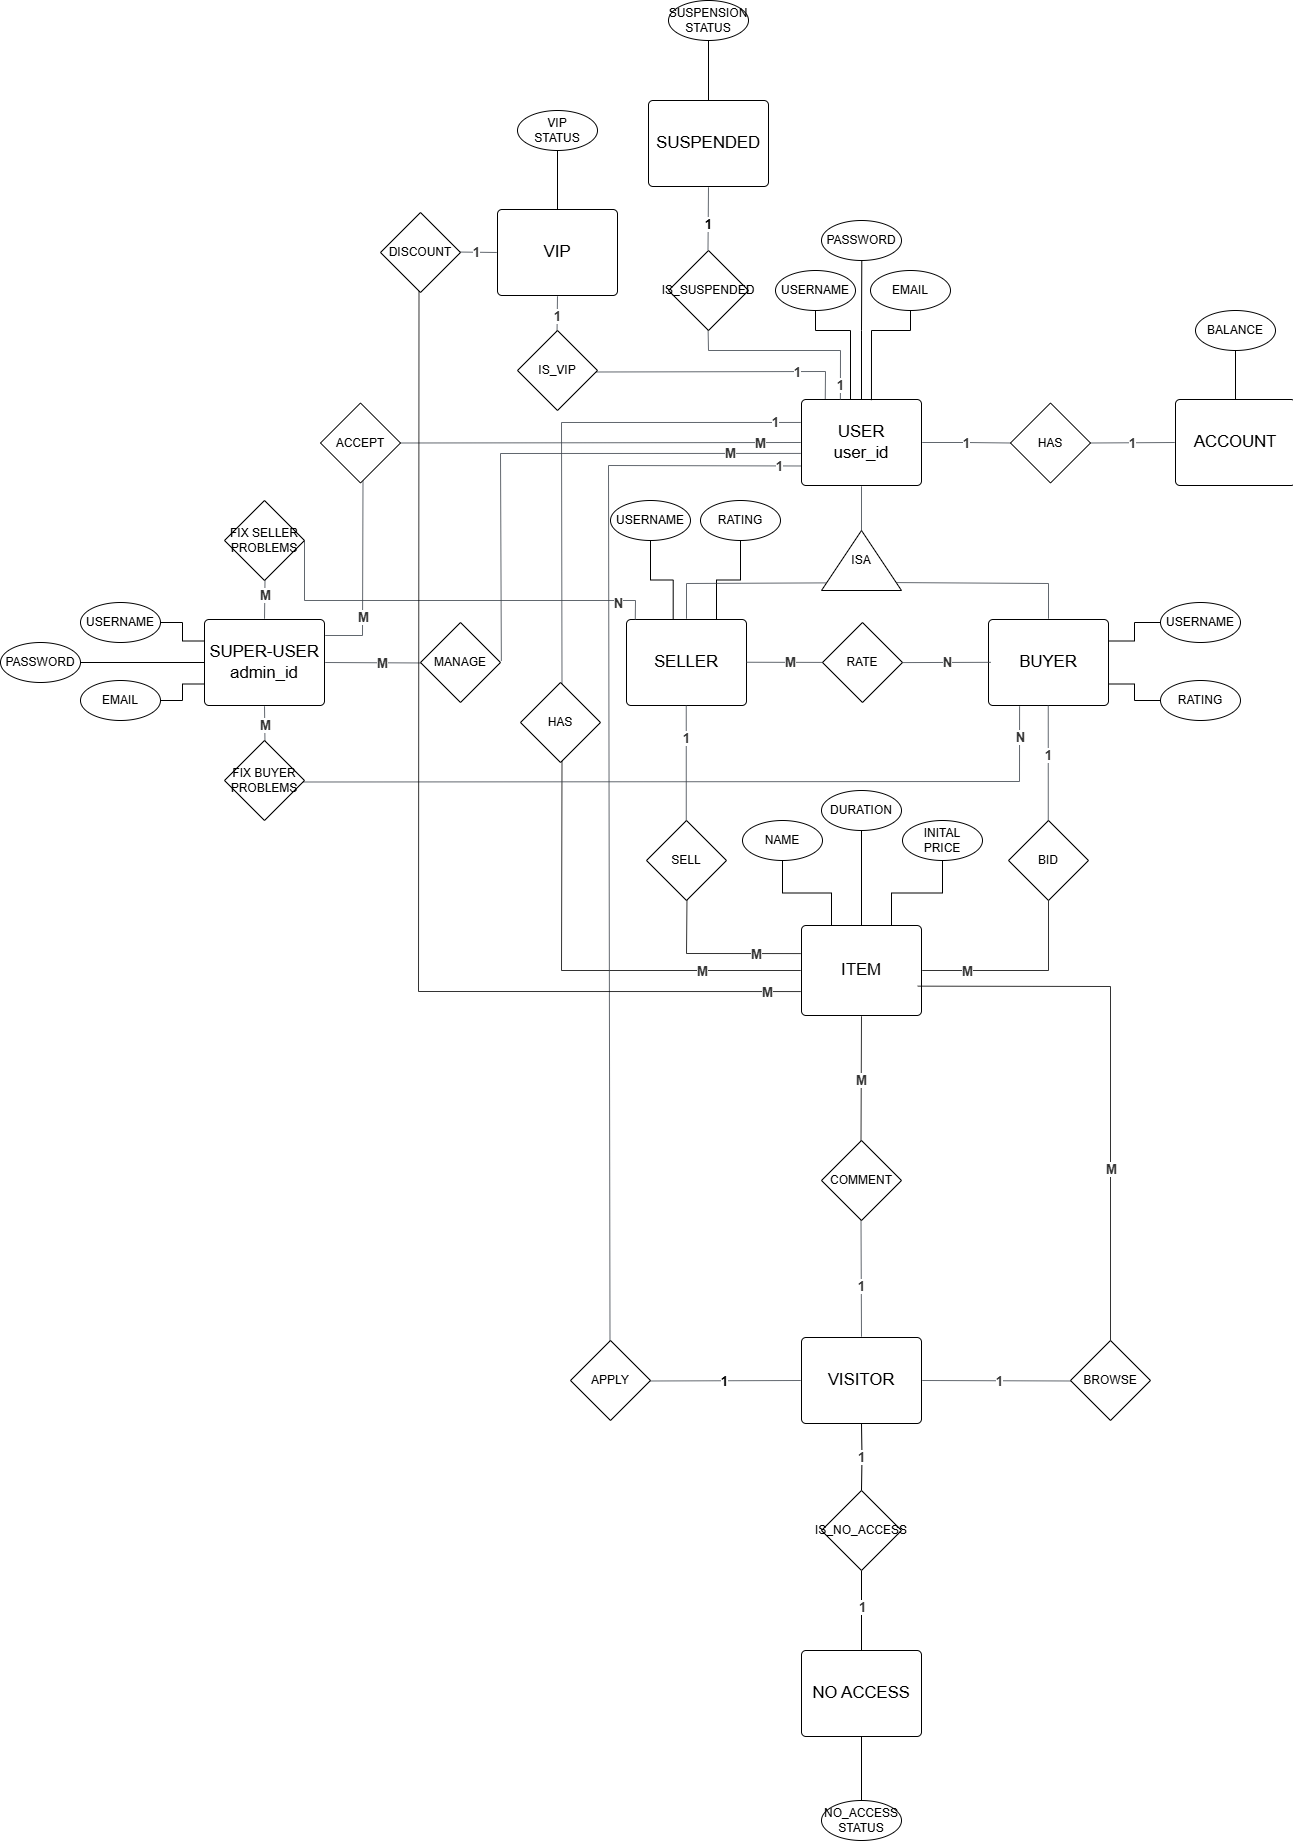 SUSPENSION
STATUS
SUSPENDED
VIP
STATUS
1
DISCOUNT
1
VIP
PASSWORD
IS_SUSPENDED
USERNAME
EMAIL
1
BALANCE
IS_VIP
1
1
1
USER
user_id
ACCEPT
M
1
HAS
1
ACCOUNT
M
1
USERNAME
RATING
FIX SELLER
PROBLEMS
ISA
M
N
M
USERNAME
USERNAME
SUPER-USER
admin_id
PASSWORD
M
MANAGE
SELLER
M
RATE
N
BUYER
EMAIL
RATING
M
HAS
1
N
1
FIX BUYER
PROBLEMS
DURATION
NAME
INITAL
PRICE
SELL
BID
M
M
ITEM
M
M
M
M
COMMENT
1
APPLY
1
VISITOR
1
BROWSE
1
IS_NO_ACCESS
1
NO ACCESS
NO_ACCESS
STATUS